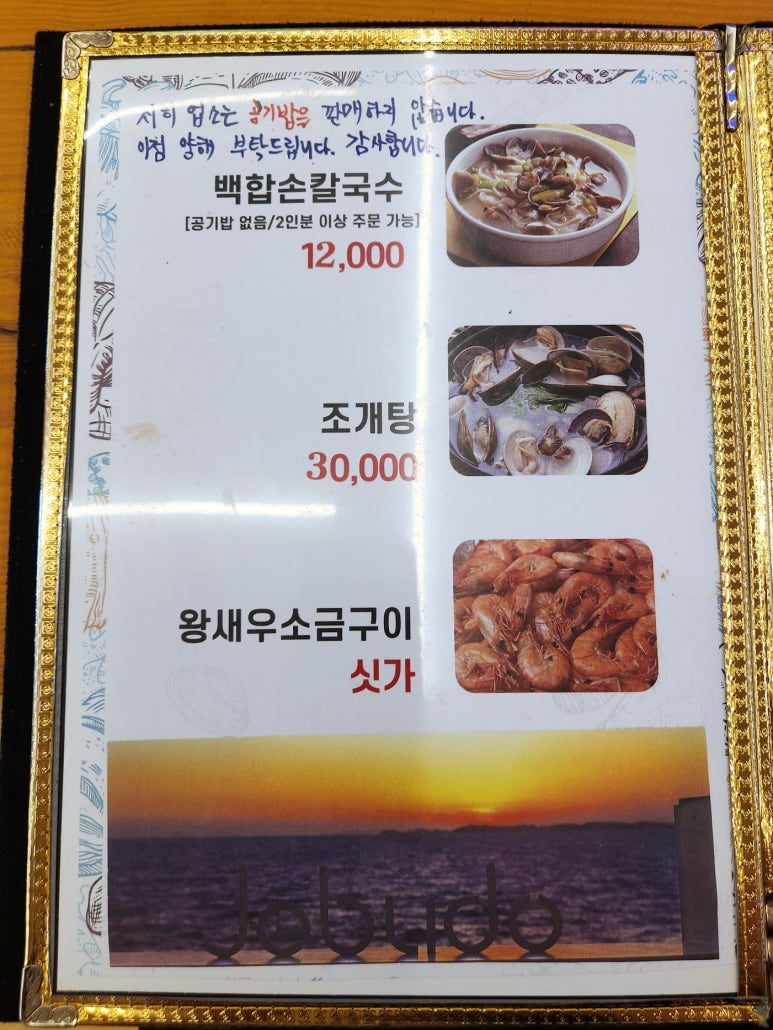 저희 업소는 공기밥을 판매하지 않습니다.
이점 양해 부탁드립니다. 감사합니다.
백합손칼국수
[공기밥 없음/2인분 이상 주문 가능]
12,000
조개탕
30,000
왕새우소금구이
싯가
Jebudo